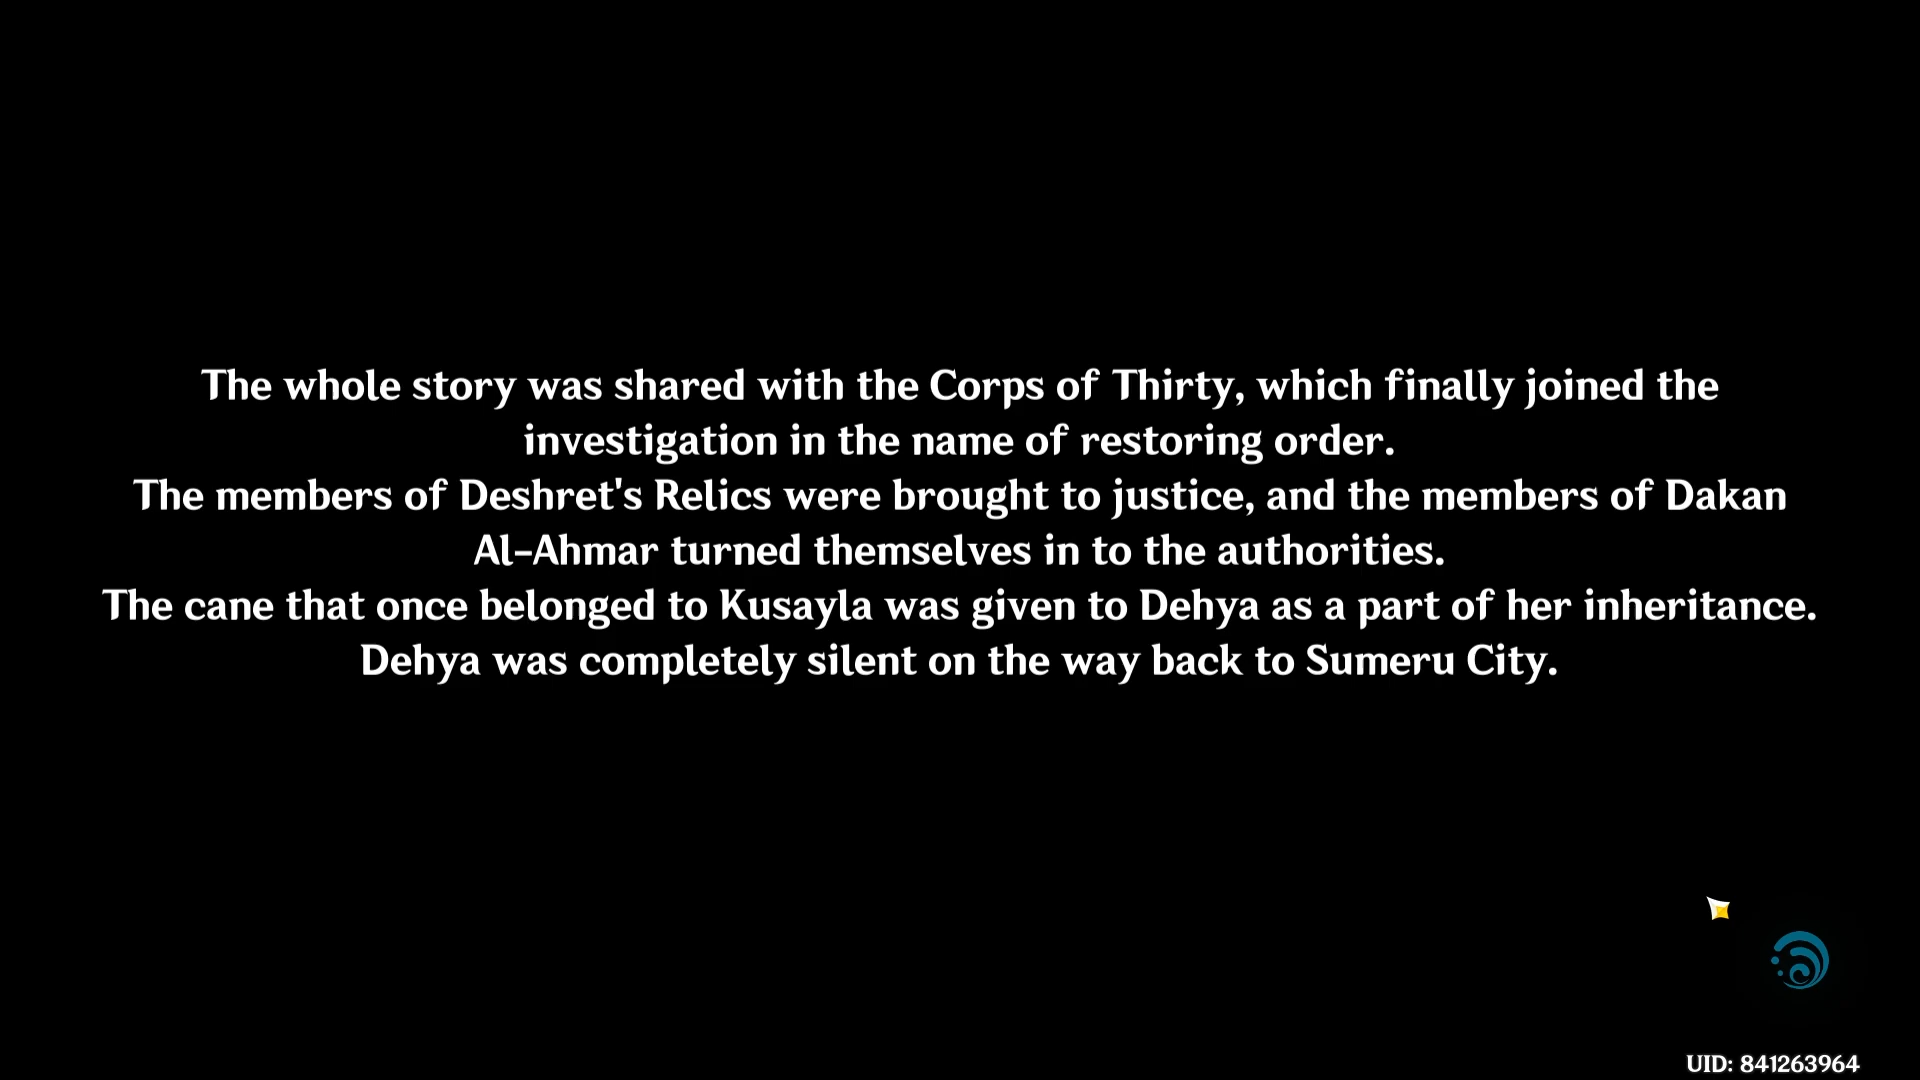 The whole story was shared with the Corps of Thirty, which finally joined the
investigation in the name of restoring order.
The members of Deshret's Relics were brought to justice, and the members of Dakan
Al-Ahmar turned themselves in to the authorities.
The cane that once belonged to Kusayla was given to Dehya as a part of her inheritance.
Dehya was completely silent on the way back to Sumeru City.
UID: 841263964